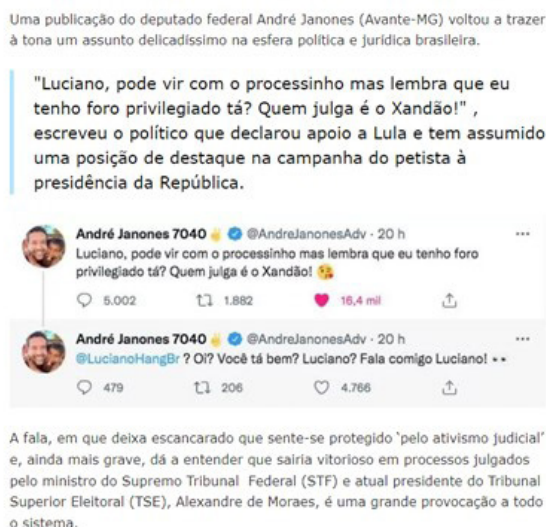 Uma publicação do deputado federal André Janones (Avante-MG) voltou a trazer
à tona um assunto delicadíssimo na esfera política e jurídica brasileira.
"Luciano, pode vir com o processinho mas lembra que eu
tenho foro privilegiado tá? Quem julga é o Xandão!" ,
escreveu o político que declarou apoio a Lula e tem assumido
uma posição de destaque na campanha do petista à
presidência da República.
André Janones 7040 @AndreJanonesAdv · 20 h
Luciano, pode vir com o processinho mas lembra que eu tenho foro
privilegiado tá? Quem julga é o Xandão! 😘
5.002 1.882 16,4 mil
André Janones 7040 @AndreJanonesAdv · 20 h
@LucianoHangBr ? Oi? Você tá bem? Luciano? Fala comigo Luciano! 👀
479 206 4.766
A fala, em que deixa escancarado que sente-se protegido `pelo ativismo judicial´
e, ainda mais grave, dá a entender que sairia vitorioso em processos julgados
pelo ministro do Supremo Tribunal Federal (STF) e atual presidente do Tribunal
Superior Eleitoral (TSE), Alexandre de Moraes, é uma grande provocação a todo
o sistema.